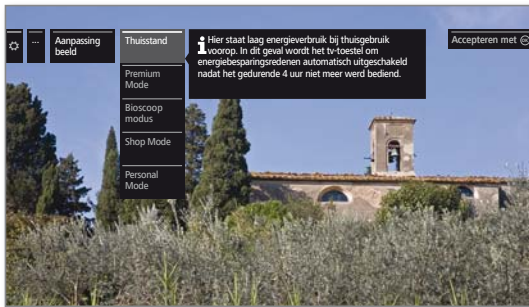 ...
Aanpassing
beeld
Thuisstand
Hier staat laag energieverbruik bij thuisgebruik
voorop. In dit geval wordt het tv-toestel om
energiebesparingsredenen automatisch uitgeschakeld
nadat het gedurende 4 uur niet meer werd bediend.
Accepteren met
Premium
Mode
Bioscoop
modus
Shop Mode
Personal
Mode